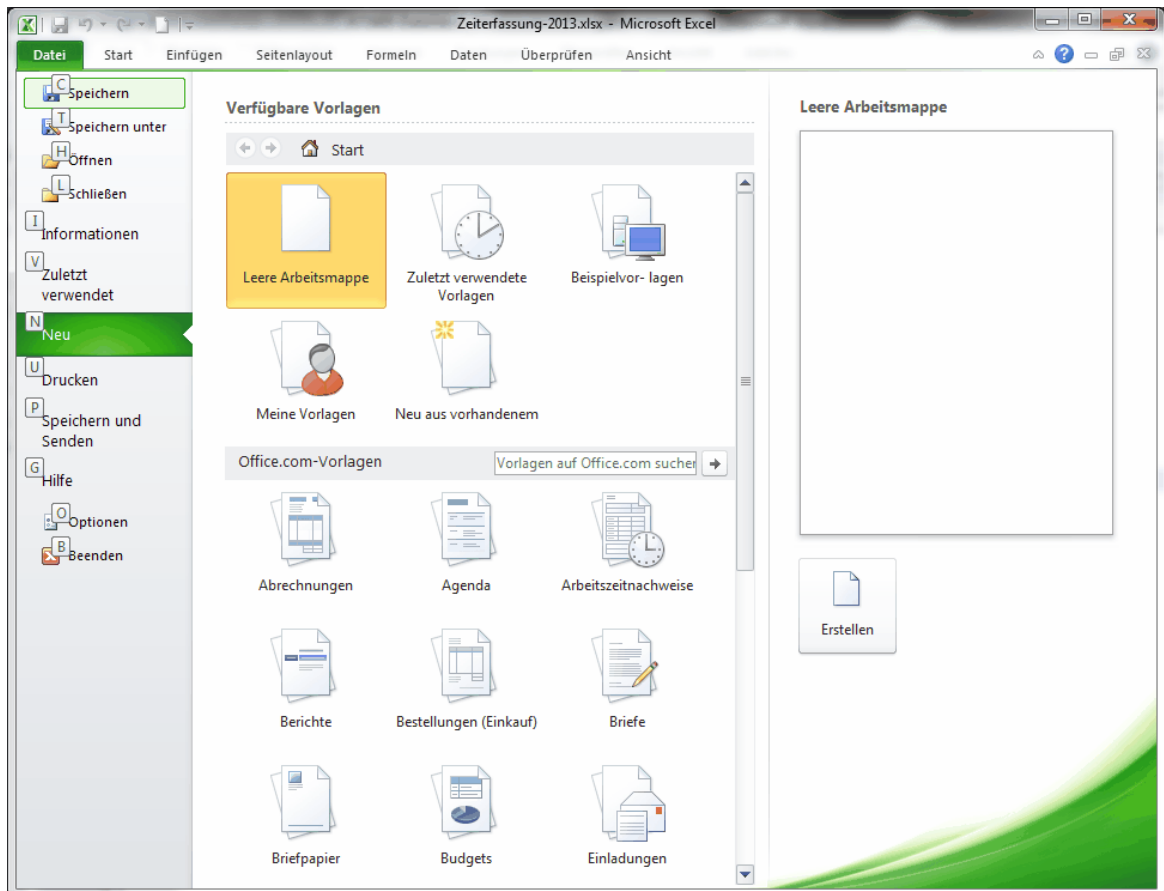 Zeiterfassung-2013.xlsx - Microsoft Excel
Datei Start Einfügen Seitenlayout Formeln Daten Überprüfen Ansicht
C
Speichern
T
Speichern unter
H
Öffnen
L
Schließen
I
Informationen
V
Zuletzt
verwendet
N
Neu
U
Drucken
P
Speichern und
Senden
G
Hilfe
O
Optionen
B
Beenden
Verfügbare Vorlagen
Start
Leere Arbeitsmappe
Zuletzt verwendete
Vorlagen
Beispielvor- lagen
Meine Vorlagen
Neu aus vorhandenem
Office.com-Vorlagen
Vorlagen auf Office.com sucher
Abrechnungen
Agenda
Arbeitszeitnachweise
Berichte
Bestellungen (Einkauf)
Briefe
Briefpapier
Budgets
Einladungen
Leere Arbeitsmappe
Erstellen